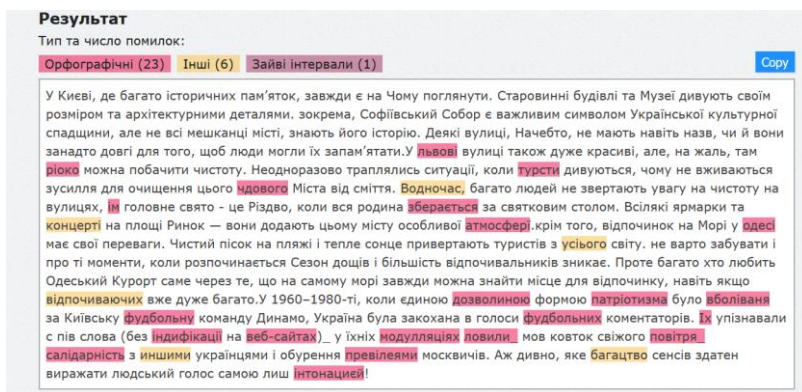 Результат
Тип та число помилок:
Орфографічні (23) Інші (6) Зайві інтервали (1)
Copy
У Києві, де багато історичних пам'яток, завжди є на Чому поглянути. Старовинні будівлі та Музеї дивують своїм
розміром та архітектурними деталями. зокрема, Софіївський Собор є важливим символом Української культурної
спадщини, але не всі мешканці місті, знають його історію. Деякі вулиці, Начебто, не мають навіть назв, чи й вони
занадто довгі для того, щоб люди могли їх запам'ятати.У львові вулиці також дуже красиві, але, на жаль, там
ріоко можна побачити чистоту. Неодноразово траплялись ситуації, коли турсти дивуються, чому не вживаються
зусилля для очищення цього чдового Міста від сміття. Водночас, багато людей не звертають увагу на чистоту на
вулицях, ім головне свято - це Різдво, коли вся родина зберається за святковим столом. Всілякі ярмарки та
концерті на площі Ринок — вони додають цьому місту особливої атмосфері.крім того, відпочинок на Морі у одесі
має свої переваги. Чистий пісок на пляжі і тепле сонце привертають туристів з усіього світу. не варто забувати і
про ті моменти, коли розпочинається Сезон дощів і більшість відпочивальників зникає. Проте багато хто любить
Одеський Курорт саме через те, що на самому морі завжди можна знайти місце для відпочинку, навіть якщо
відпочиваючих вже дуже багато.У 1960–1980-ті, коли єдиною дозволиною формою патріотизма було вболіваня
за Київську фудбольну команду Динамо, Україна була закохана в голоси фудбольних коментаторів. Іх упізнавали
с пів слова (без індифікації на веб-сайтах)_ у їхніх модулляціях ловили_ мов ковток свіжого повітря_
салідарність з иншими українцями і обурення превілеями москвичів. Аж дивно, яке багацтво сенсів здатен
виражати людський голос самою лиш інтонацией!